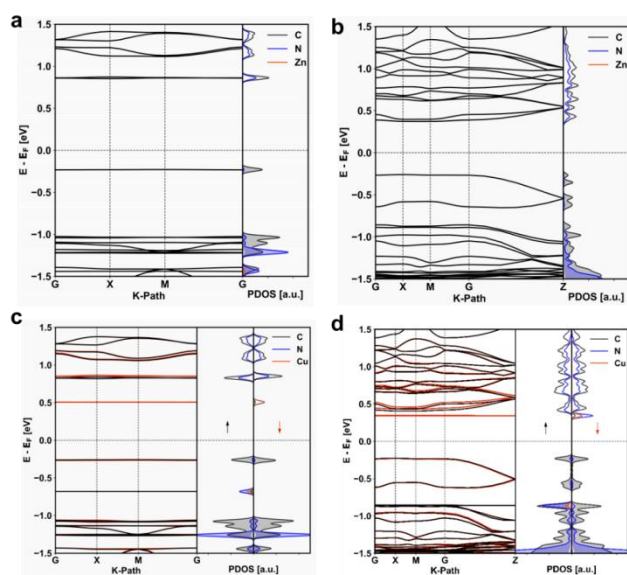 a
1.5
1.0
0.5
0.0
−0.5
−1.0
−1.5
E - E_F [eV]
G X M G
K-Path
PDOS [a.u.]
C
N
Zn
b
1.5
1.0
0.5
0.0
−0.5
−1.0
−1.5
E - E_F [eV]
G X M G Z
K-Path
PDOS [a.u.]
C
N
Zn
c
1.5
1.0
0.5
0.0
−0.5
−1.0
−1.5
E - E_F [eV]
G X M G
K-Path
PDOS [a.u.]
C
N
Cu
d
1.5
1.0
0.5
0.0
−0.5
−1.0
−1.5
E - E_F [eV]
G X M G Z
K-Path
PDOS [a.u.]
C
N
Cu